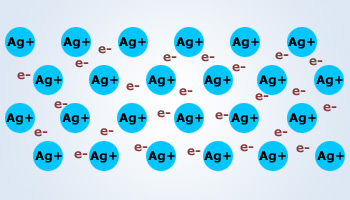 Ag+ Ag+ Ag+ Ag+ Ag+ Ag+
e- e- e- e- e- e-
e- e-
Ag+ Ag+ Ag+ Ag+ Ag+ Ag+
e- e- e- e-
e- e-
Ag+ Ag+ Ag+ Ag+ Ag+ Ag+
e- e-
e- e- e-
Ag+ Ag+ Ag+ Ag+ Ag+ Ag+
e- e- e- e- e-